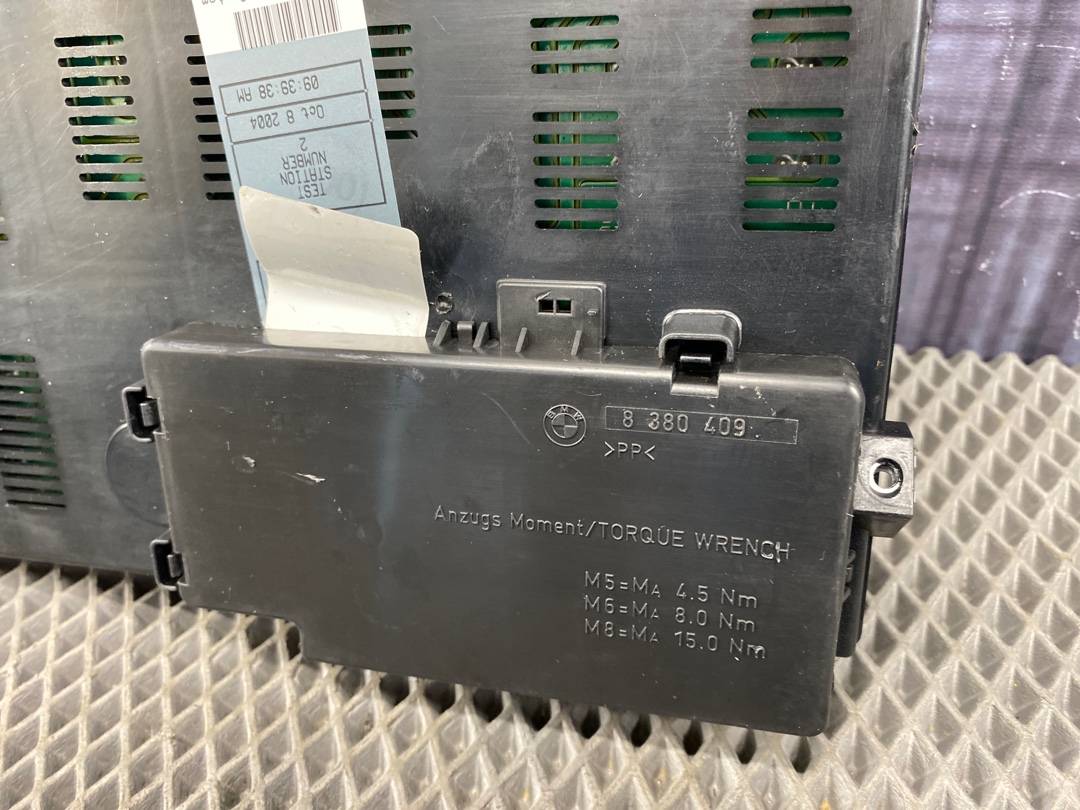 09:39:38 AM
Oct 8 2004
TEST
STATION
NUMBER
2
BMW
8 380 409
>PP<
Anzugs Moment/TORQUE WRENCH
M5=MA 4.5 Nm
M6=MA 8.0 Nm
M8=MA 15.0 Nm